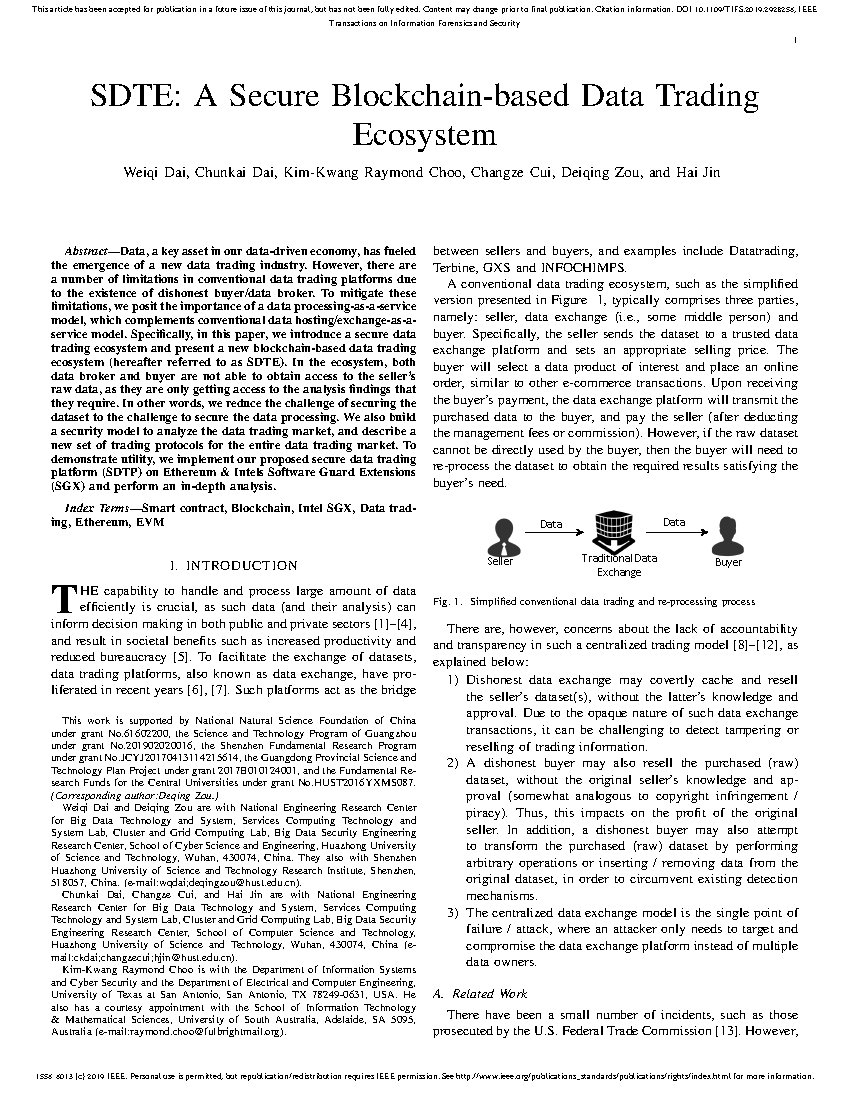 This article has been accepted for publication in a future issue of this journal, but has not been fully edited. Content may change prior to final publication. Citation information: DOI 10.1109/TIFS.2019.2928256, IEEE
Transactions on Information Forensics and Security
1
SDTE: A Secure Blockchain-based Data Trading
Ecosystem
Weiqi Dai, Chunkai Dai, Kim-Kwang Raymond Choo, Changze Cui, Deiqing Zou, and Hai Jin
Abstract—Data, a key asset in our data-driven economy, has fueled
the emergence of a new data trading industry. However, there are
a number of limitations in conventional data trading platforms due
to the existence of dishonest buyer/data broker. To mitigate these
limitations, we posit the importance of a data processing-as-a-service
model, which complements conventional data hosting/exchange-as-a-
service model. Specifically, in this paper, we introduce a secure data
trading ecosystem and present a new blockchain-based data trading
ecosystem (hereafter referred to as SDTE). In the ecosystem, both
data broker and buyer are not able to obtain access to the seller's
raw data, as they are only getting access to the analysis findings that
they require. In other words, we reduce the challenge of securing the
dataset to the challenge to secure the data processing. We also build
a security model to analyze the data trading market, and describe a
new set of trading protocols for the entire data trading market. To
demonstrate utility, we implement our proposed secure data trading
platform (SDTP) on Ethereum & Intels Software Guard Extensions
(SGX) and perform an in-depth analysis.
Index Terms—Smart contract, Blockchain, Intel SGX, Data trad-
ing, Ethereum, EVM
I. INTRODUCTION
THE capability to handle and process large amount of data
efficiently is crucial, as such data (and their analysis) can
inform decision making in both public and private sectors [1]–[4],
and result in societal benefits such as increased productivity and
reduced bureaucracy [5]. To facilitate the exchange of datasets,
data trading platforms, also known as data exchange, have pro-
liferated in recent years [6], [7]. Such platforms act as the bridge
This work is supported by National Natural Science Foundation of China
under grant No.61602200, the Science and Technology Program of Guangzhou
under grant No.201902020016, the Shenzhen Fundamental Research Program
under grant No.JCYJ20170413114215614, the Guangdong Provincial Science and
Technology Plan Project under grant 2017B010124001, and the Fundamental Re-
search Funds for the Central Universities under grant No.HUST2016YXMS087.
(Corresponding author:Deqing Zou.)
Weiqi Dai and Deiqing Zou are with National Engineering Research Center
for Big Data Technology and System, Services Computing Technology and
System Lab, Cluster and Grid Computing Lab, Big Data Security Engineering
Research Center, School of Cyber Science and Engineering, Huazhong University
of Science and Technology, Wuhan, 430074, China. They also with Shenzhen
Huazhong University of Science and Technology Research Institute, Shenzhen,
518057, China. (e-mail:wqdai;deqingzou@hust.edu.cn).
Chunkai Dai, Changze Cui, and Hai Jin are with National Engineering
Research Center for Big Data Technology and System, Services Computing
Technology and System Lab, Cluster and Grid Computing Lab, Big Data Security
Engineering Research Center, School of Computer Science and Technology,
Huazhong University of Science and Technology, Wuhan, 430074, China (e-
mail:ckdai;changzecui;hjin@hust.edu.cn).
Kim-Kwang Raymond Choo is with the Department of Information Systems
and Cyber Security and the Department of Electrical and Computer Engineering,
University of Texas at San Antonio, San Antonio, TX 78249-0631, USA. He
also has a courtesy appointment with the School of Information Technology
& Mathematical Sciences, University of South Australia, Adelaide, SA 5095,
Australia (e-mail:raymond.choo@fulbrightmail.org).
between sellers and buyers, and examples include Datatrading,
Terbine, GXS and INFOCHIMPS.
A conventional data trading ecosystem, such as the simplified
version presented in Figure 1, typically comprises three parties,
namely: seller, data exchange (i.e., some middle person) and
buyer. Specifically, the seller sends the dataset to a trusted data
exchange platform and sets an appropriate selling price. The
buyer will select a data product of interest and place an online
order, similar to other e-commerce transactions. Upon receiving
the buyer's payment, the data exchange platform will transmit the
purchased data to the buyer, and pay the seller (after deducting
the management fees or commission). However, if the raw dataset
cannot be directly used by the buyer, then the buyer will need to
re-process the dataset to obtain the required results satisfying the
buyer's need.
Data Data
Seller Traditional Data Buyer
Exchange
Fig. 1. Simplified conventional data trading and re-processing process
There are, however, concerns about the lack of accountability
and transparency in such a centralized trading model [8]–[12], as
explained below:
1) Dishonest data exchange may covertly cache and resell
the seller's dataset(s), without the latter's knowledge and
approval. Due to the opaque nature of such data exchange
transactions, it can be challenging to detect tampering or
reselling of trading information.
2) A dishonest buyer may also resell the purchased (raw)
dataset, without the original seller's knowledge and ap-
proval (somewhat analogous to copyright infringement /
piracy). Thus, this impacts on the profit of the original
seller. In addition, a dishonest buyer may also attempt
to transform the purchased (raw) dataset by performing
arbitrary operations or inserting / removing data from the
original dataset, in order to circumvent existing detection
mechanisms.
3) The centralized data exchange model is the single point of
failure / attack, where an attacker only needs to target and
compromise the data exchange platform instead of multiple
data owners.
A. Related Work
There have been a small number of incidents, such as those
prosecuted by the U.S. Federal Trade Commission [13]. However,
1556-6013 (c) 2019 IEEE. Personal use is permitted, but republication/redistribution requires IEEE permission. See http://www.ieee.org/publications_standards/publications/rights/index.html for more information.